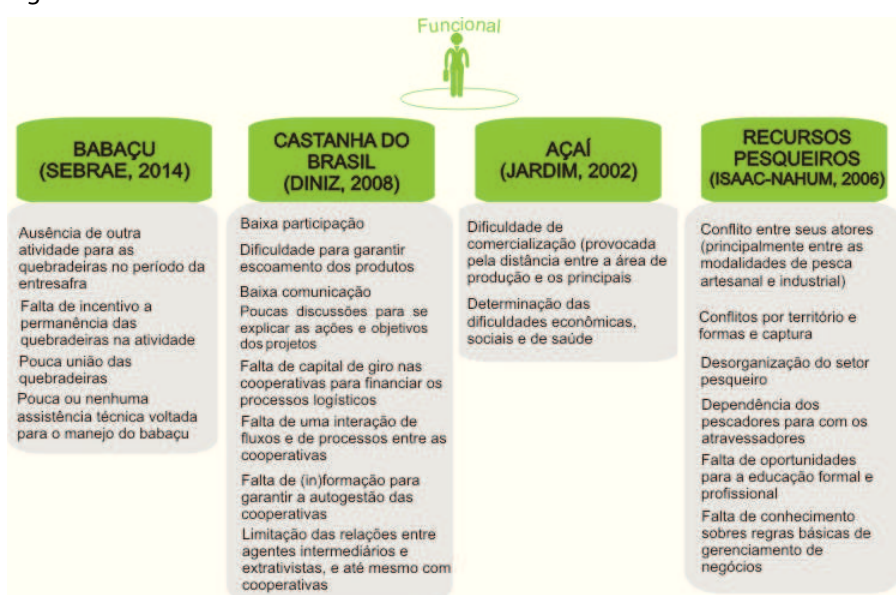 Funcional
BABAÇU
(SEBRAE, 2014)
Ausência de outra
atividade para as
quebradeiras no período da
entresafra
Falta de incentivo a
permanência das
quebradeiras na atividade
Pouca união das
quebradeiras
Pouca ou nenhuma
assistência técnica voltada
para o manejo do babaçu
CASTANHA DO
BRASIL
(DINIZ, 2008)
Baixa participação
Dificuldade para garantir
escoamento dos produtos
Baixa comunicação
Poucas discussões para se
explicar as ações e objetivos
dos projetos
Falta de capital de giro nas
cooperativas para financiar os
processos logísticos
Falta de uma interação de
fluxos e de processos entre as
cooperativas
Falta de (in)formação para
garantir a autogestão das
cooperativas
Limitação das relações entre
agentes intermediários e
extrativistas, e até mesmo com
cooperativas
AÇAÍ
(JARDIM, 2002)
Dificuldade de
comercialização (provocada
pela distância entre a área de
produção e os principais
Determinação das
dificuldades econômicas,
sociais e de saúde
RECURSOS
PESQUEIROS
(ISAAC-NAHUM, 2006)
Conflito entre seus atores
(principalmente entre as
modalidades de pesca
artesanal e industrial)
Conflitos por território e
formas e captura
Desorganização do setor
pesqueiro
Dependência dos
pescadores para com os
atravessadores
Falta de oportunidades
para a educação formal e
profissional
Falta de conhecimento
sobres regras básicas de
gerenciamento de
negócios